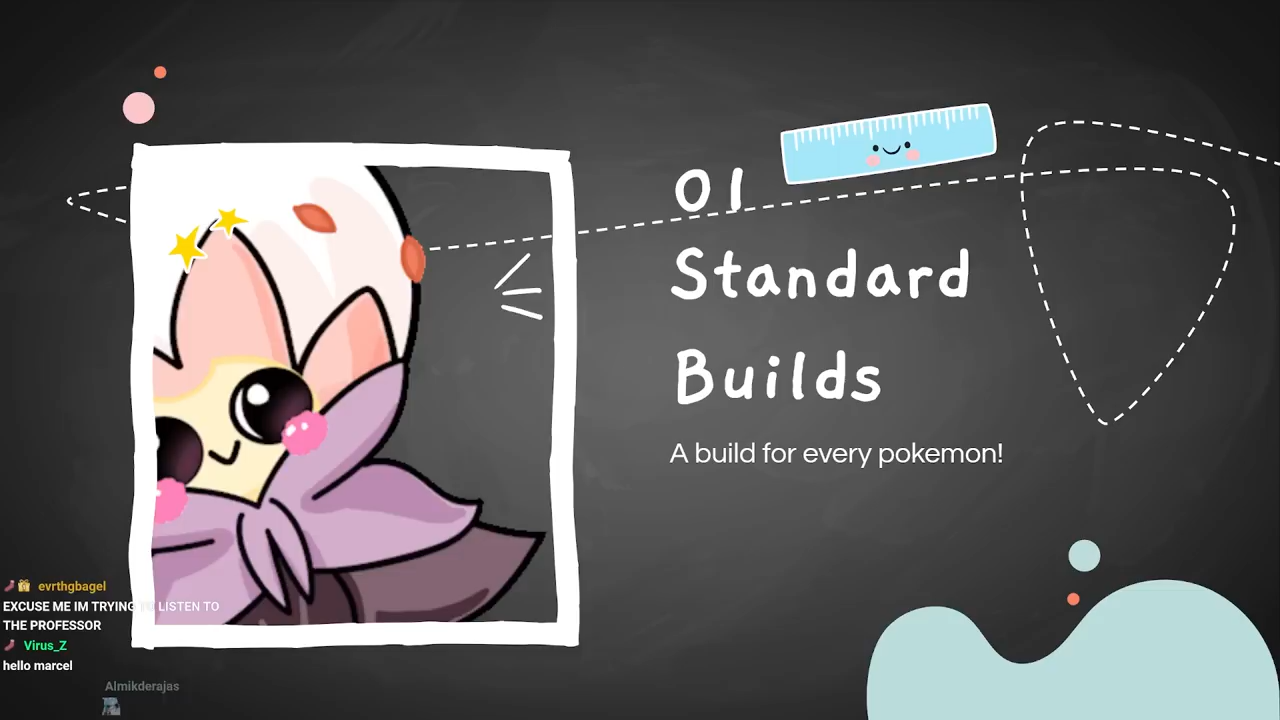 01
Standard
Builds
A build for every pokemon!
evrthgbagel
EXCUSE ME IM TRYING TO LISTEN TO
THE PROFESSOR
Virus_Z
hello marcel
Almikderajas